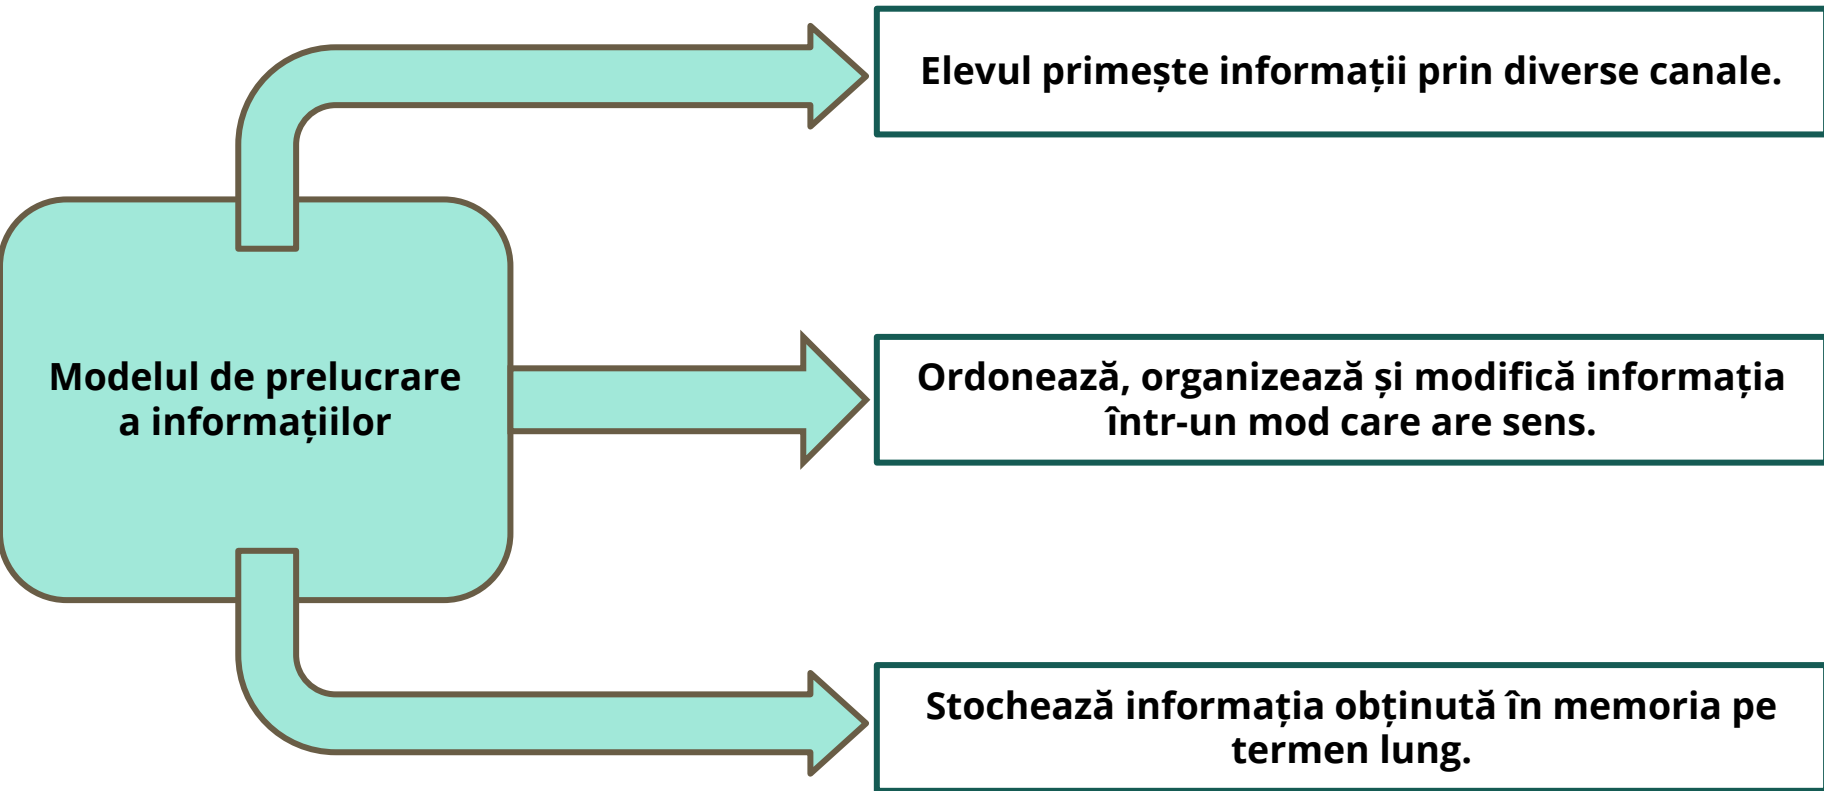 Elevul primește informații prin diverse canale.
Modelul de prelucrare
a informațiilor
Ordonează, organizează și modifică informația
într-un mod care are sens.
Stochează informația obținută în memoria pe
termen lung.